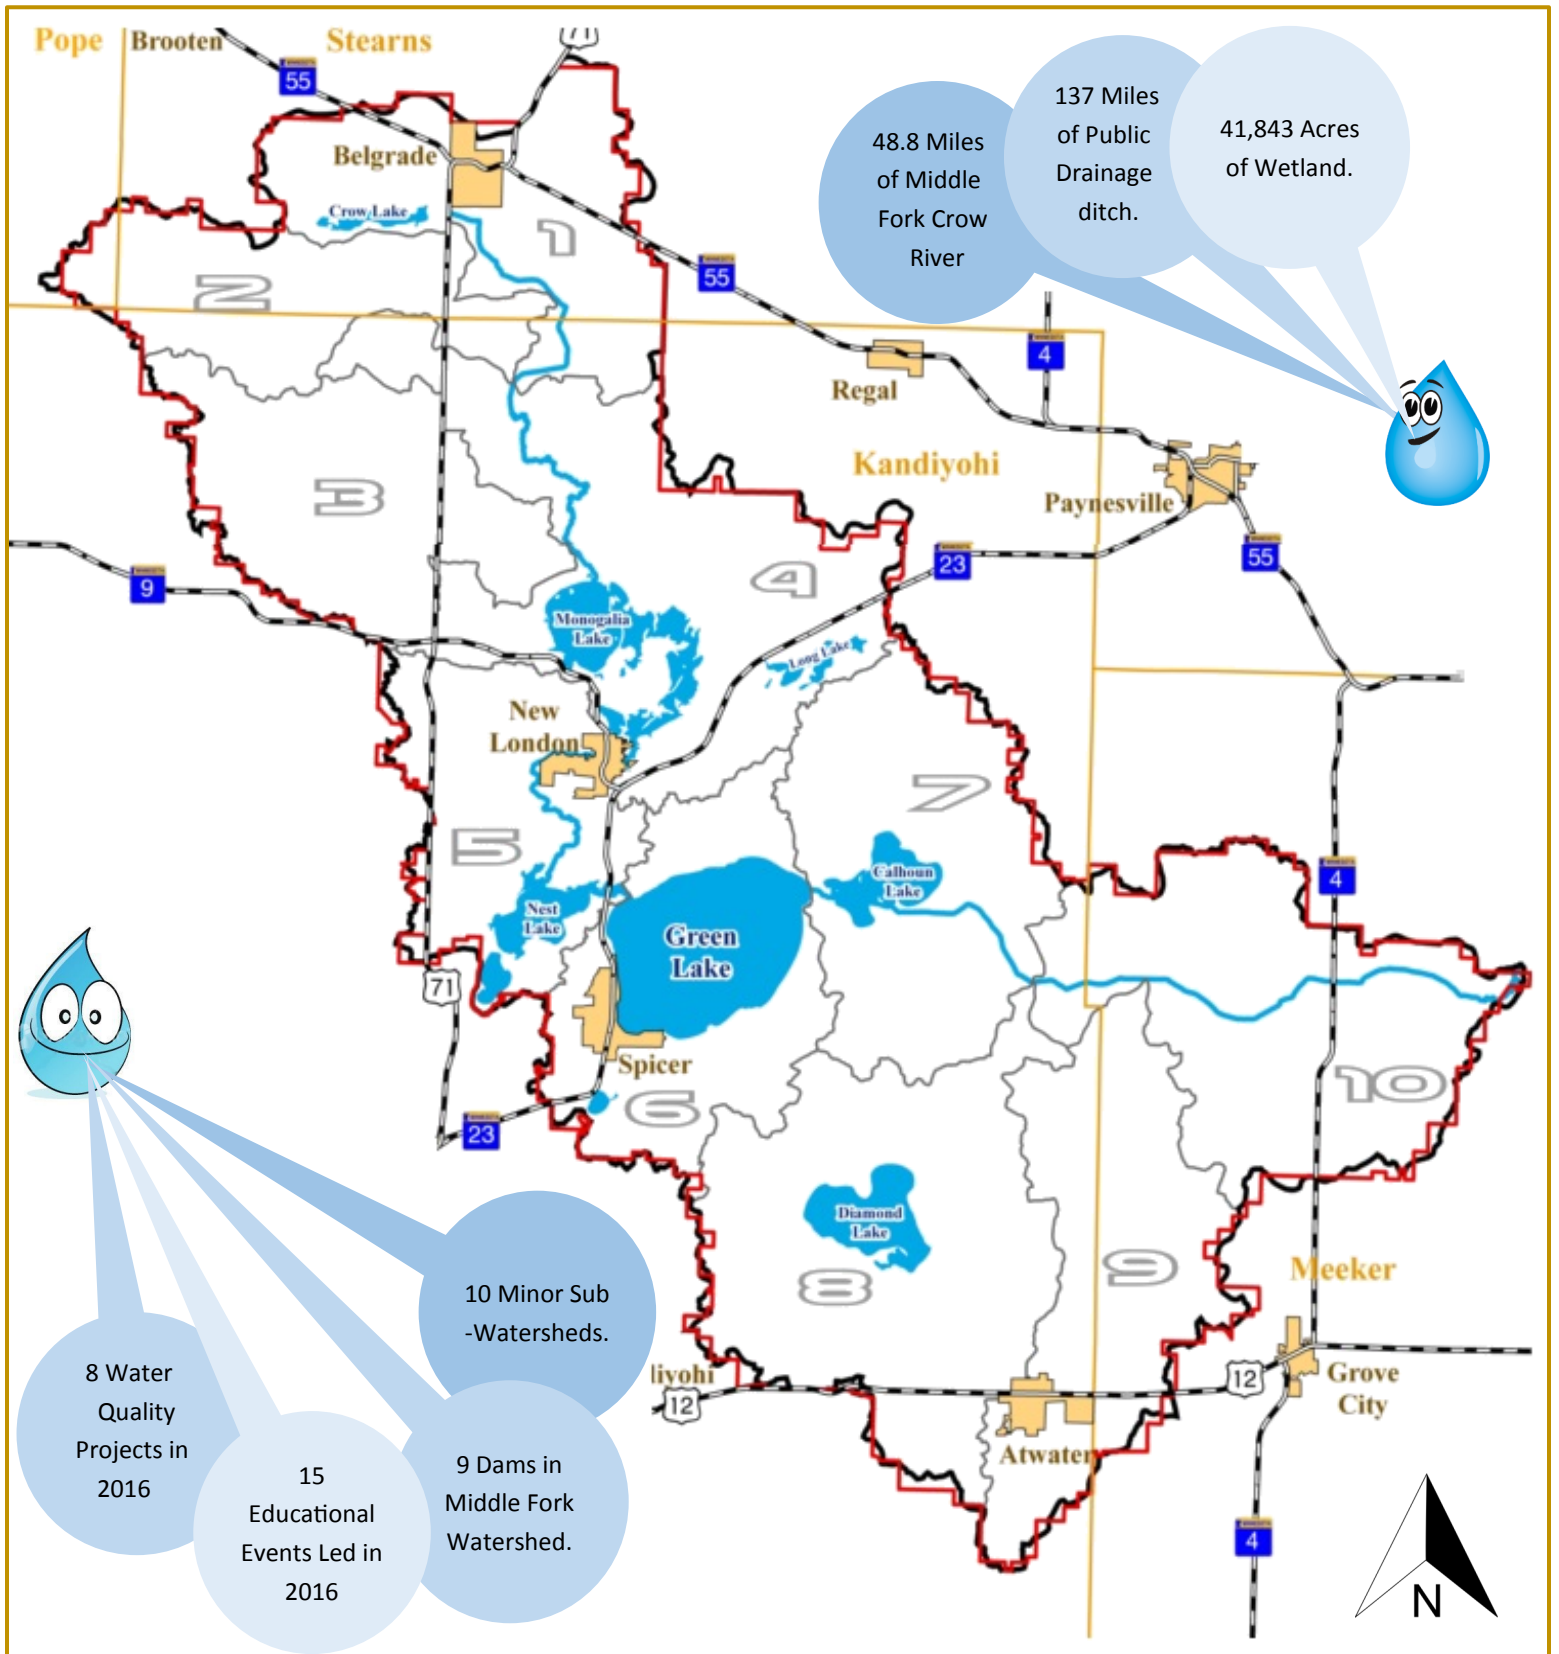 Pope
Brooten
Stearns
71
55
48.8 Miles
of Middle
Fork Crow
River
137 Miles
of Public
Drainage
ditch.
41,843 Acres
of Wetland.
Belgrade
Crow Lake
1
2
55
4
Regal
Kandiyohi
Paynesville
3
9
4
23
55
Monogalia
Lake
Long Lake
New
London
7
5
Calhoun
Lake
4
Nest
Lake
Green
Lake
71
Spicer
6
10
23
Diamond
Lake
8
9
Meeker
10 Minor Sub
-Watersheds.
8 Water
Quality
Projects in
2016
15
Educational
Events Led in
2016
9 Dams in
Middle Fork
Watershed.
liyohi
12
12
Grove
City
Atwater
4
N